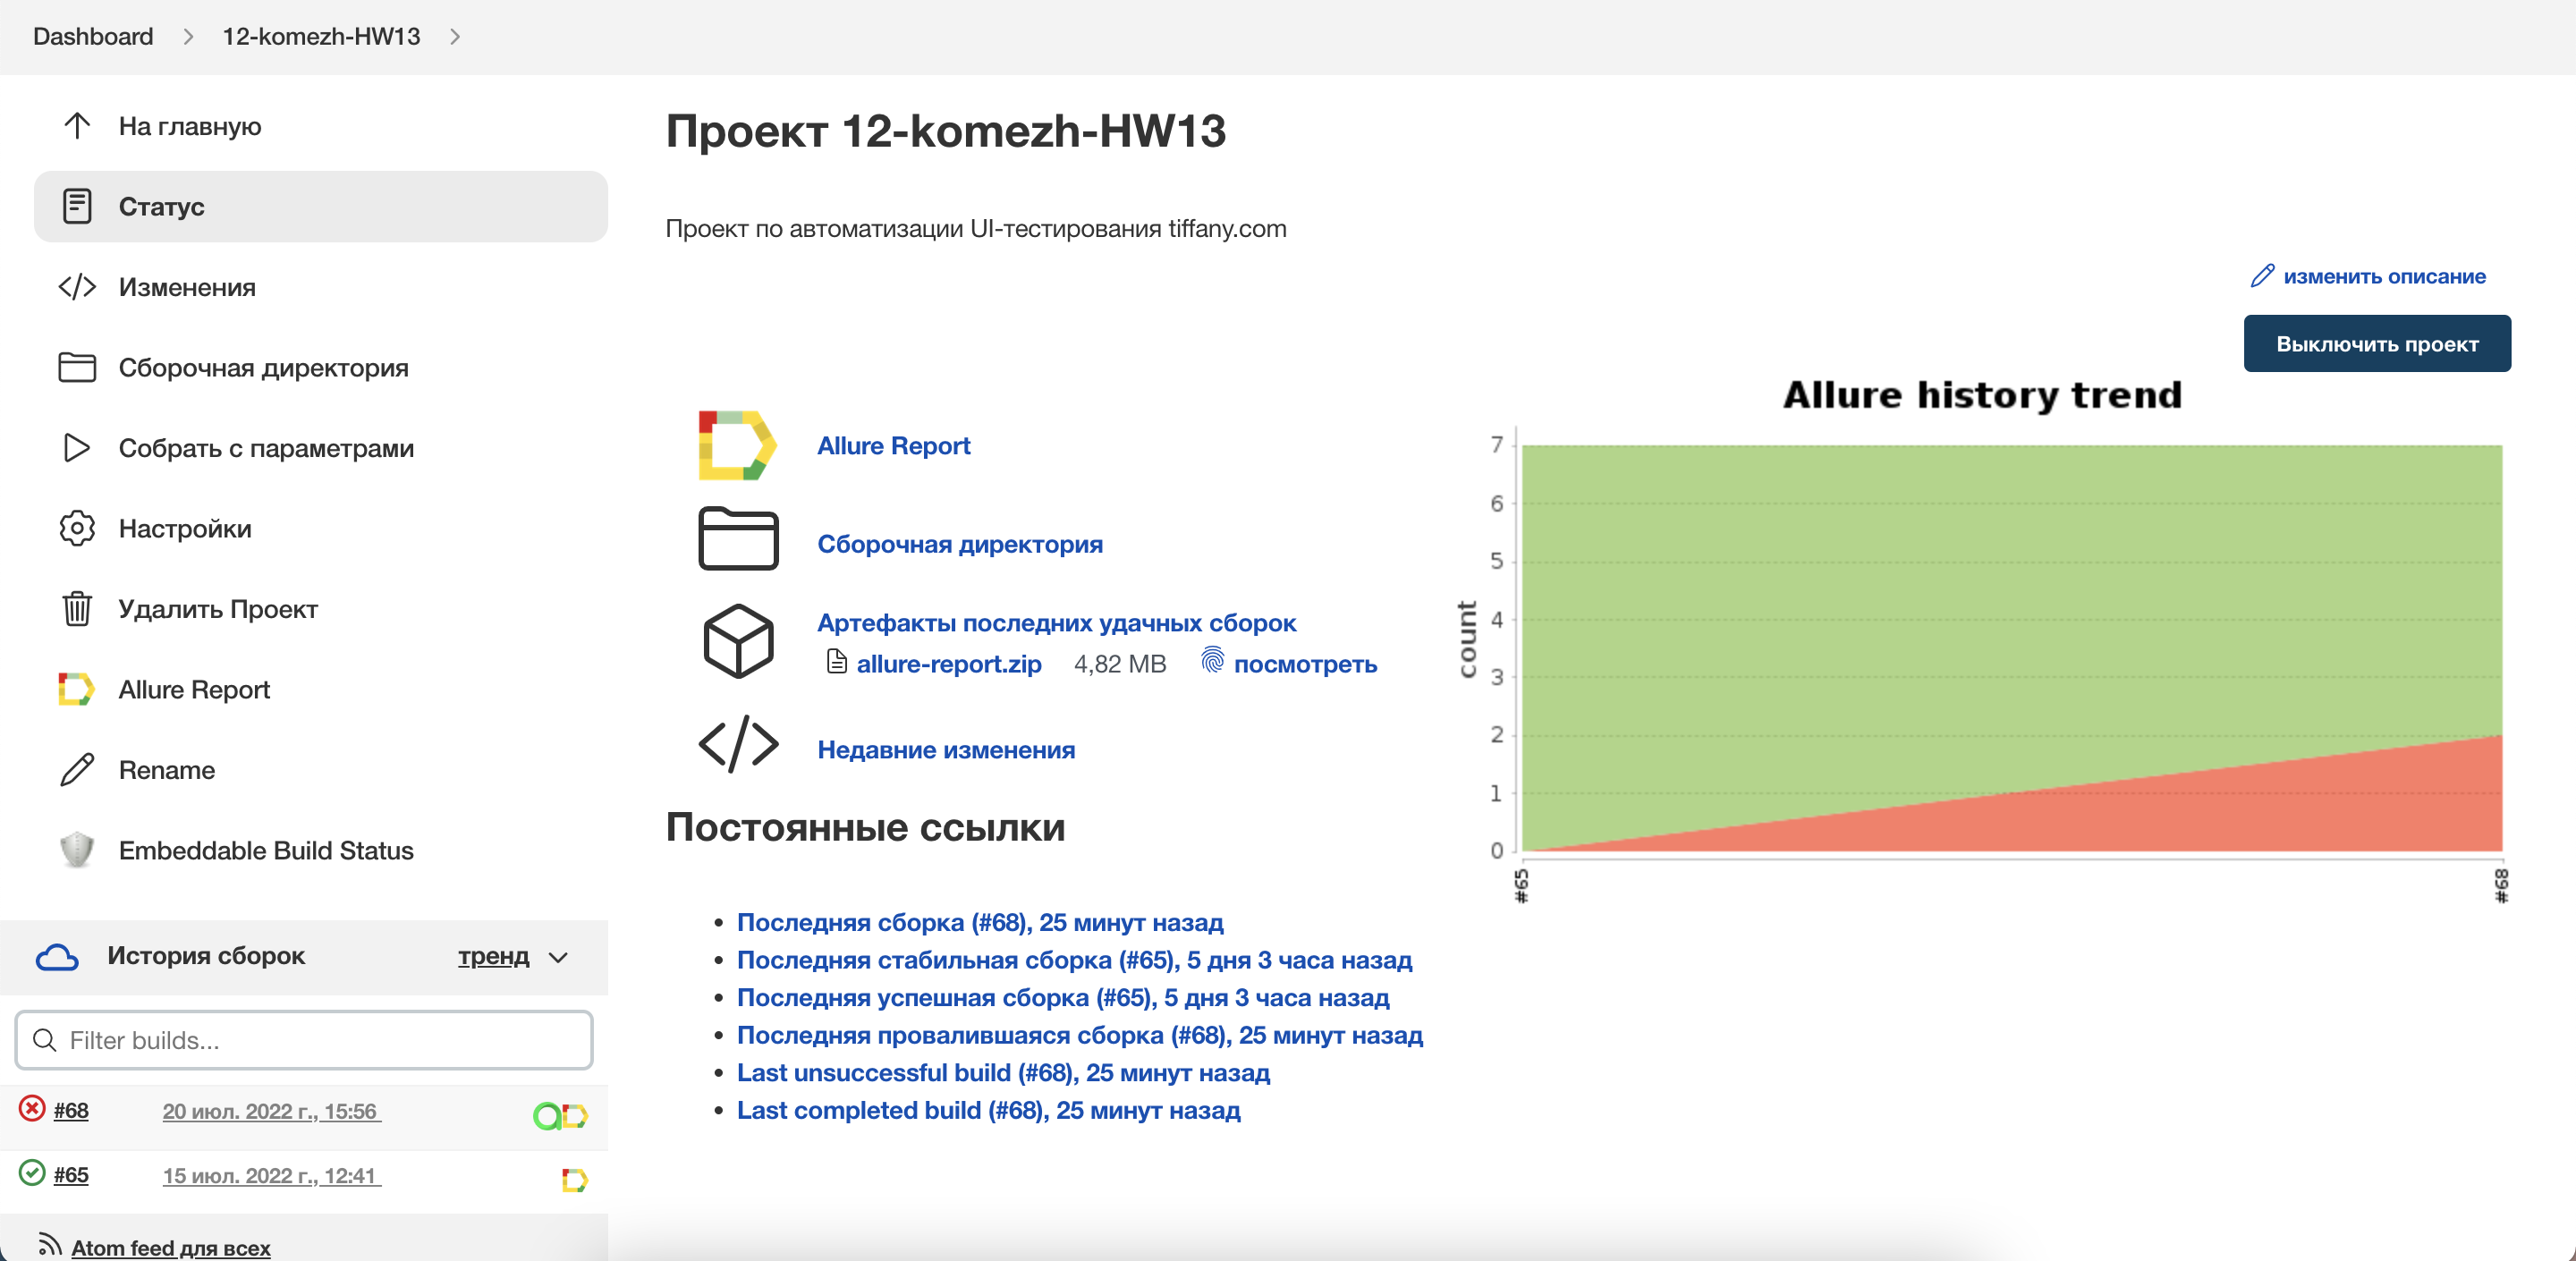 Dashboard
12-komezh-HW13
На главную
Статус
Изменения
Сборочная директория
Собрать с параметрами
Настройки
Удалить Проект
Allure Report
Rename
Embeddable Build Status
История сборок
тренд
Filter builds...
#68
20 июл. 2022 г., 15:56
#65
15 июл. 2022 г., 12:41
Atom feed для всех
Проект 12-komezh-HW13
Проект по автоматизации UI-тестирования tiffany.com
изменить описание
Выключить проект
Allure Report
Сборочная директория
Артефакты последних удачных сборок
allure-report.zip 4,82 MB посмотреть
Недавние изменения
Allure history trend
count
7
6
5
4
3
2
1
0
#65
#68
Постоянные ссылки
Последняя сборка (#68), 25 минут назад
Последняя стабильная сборка (#65), 5 дня 3 часа назад
Последняя успешная сборка (#65), 5 дня 3 часа назад
Последняя провалившаяся сборка (#68), 25 минут назад
Last unsuccessful build (#68), 25 минут назад
Last completed build (#68), 25 минут назад